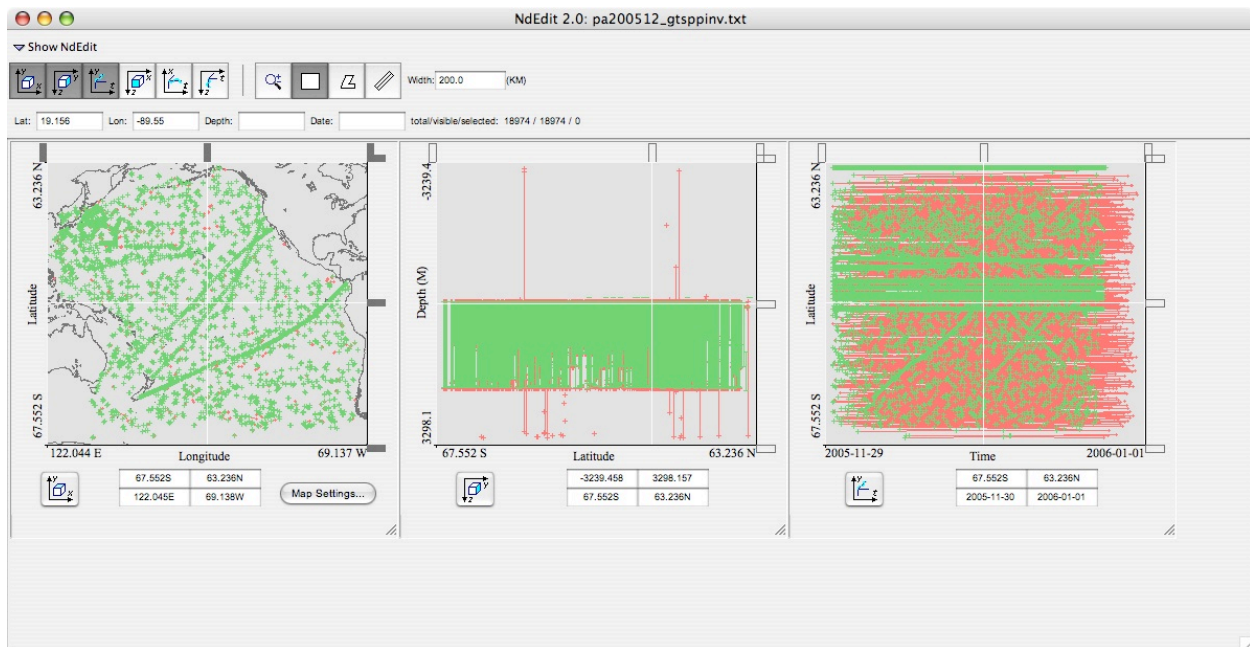 NdEdit 2.0: pa200512_gtsppinv.txt
Show NdEdit
y x z y y t z x x t z t Width: 200.0 (KM)
Lat: 19.156 Lon: -89.55 Depth: Date: total/visible/selected: 18974 / 18974 / 0
63.236 N
Latitude
67.552 S
122.044 E Longitude 69.137 W
y x z
67.552S 63.236N
122.045E 69.138W
Map Settings...
-3239.4
Depth (M)
3298.1
67.552 S Latitude 63.236 N
z y
-3239.458 3298.157
67.552S 63.236N
63.236 N
Latitude
67.552 S
2005-11-29 Time 2006-01-01
y t
67.552S 63.236N
2005-11-30 2006-01-01